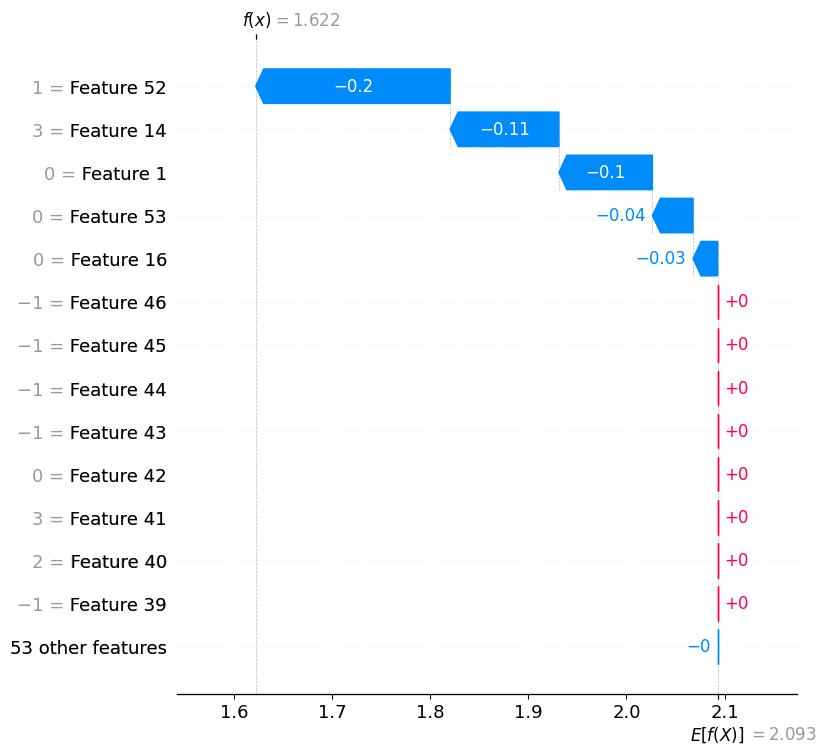 f(x) = 1.622
1 = Feature 52
−0.2
3 = Feature 14
−0.11
0 = Feature 1
−0.1
0 = Feature 53
−0.04
0 = Feature 16
−0.03
−1 = Feature 46
+0
−1 = Feature 45
+0
−1 = Feature 44
+0
−1 = Feature 43
+0
0 = Feature 42
+0
3 = Feature 41
+0
2 = Feature 40
+0
−1 = Feature 39
+0
53 other features
−0
1.6 1.7 1.8 1.9 2.0 2.1
E[f(X)] = 2.093